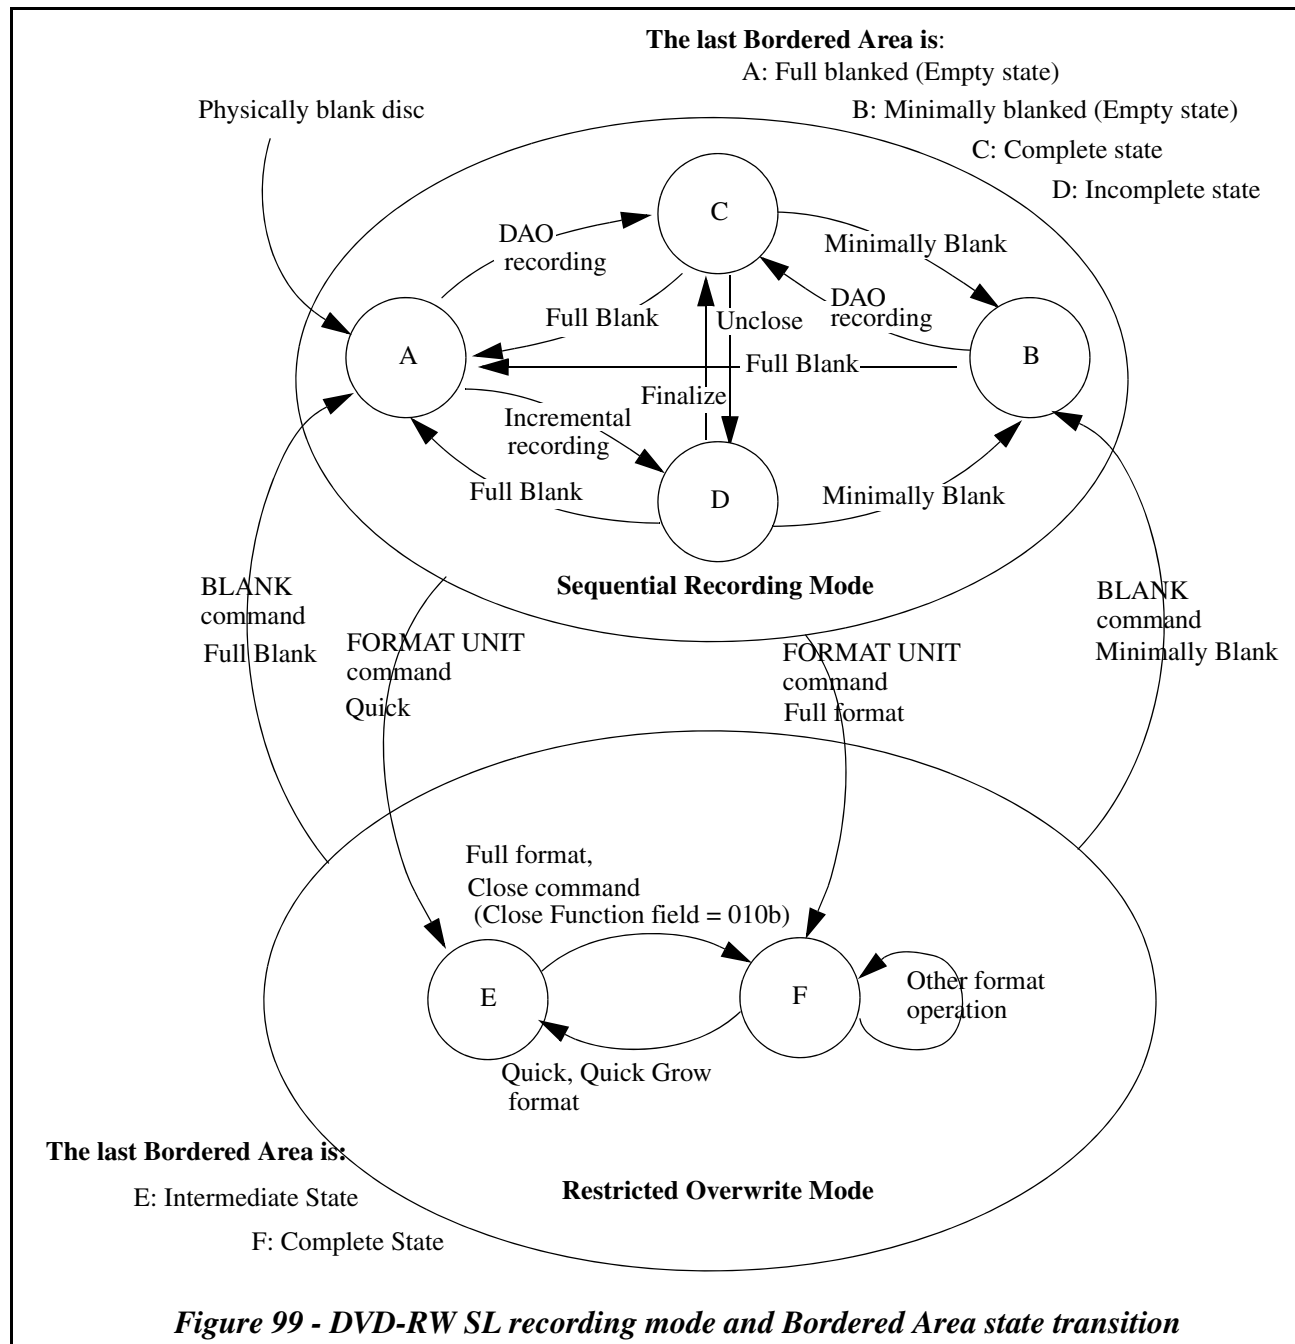 The last Bordered Area is:
A: Full blanked (Empty state)
B: Minimally blanked (Empty state)
C: Complete state
D: Incomplete state
Physically blank disc
C
DAO
recording
Minimally Blank
DAO
recording
Full Blank
Unclose
A
B
Full Blank
Finalize
Incremental
recording
Full Blank
D
Minimally Blank
Sequential Recording Mode
BLANK
command
Full Blank
FORMAT UNIT
command
Quick
FORMAT UNIT
command
Full format
BLANK
command
Minimally Blank
Full format,
Close command
(Close Function field = 010b)
E
F
Other format
operation
Quick, Quick Grow
format
The last Bordered Area is:
E: Intermediate State
F: Complete State
Restricted Overwrite Mode
Figure 99 - DVD-RW SL recording mode and Bordered Area state transition